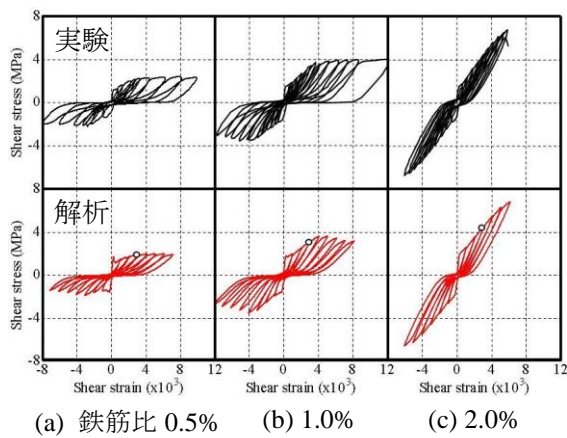 8
4
0
-4
8
Shear stress (MPa)
実験
4
0
-4
-8
Shear stress (MPa)
解析
-8 -4 0 4 8 12 -4 0 4 8 12 -4 0 4 8 12
Shear strain (x10³) Shear strain (x10³) Shear strain (x10³)
(a) 鉄筋比 0.5% (b) 1.0% (c) 2.0%